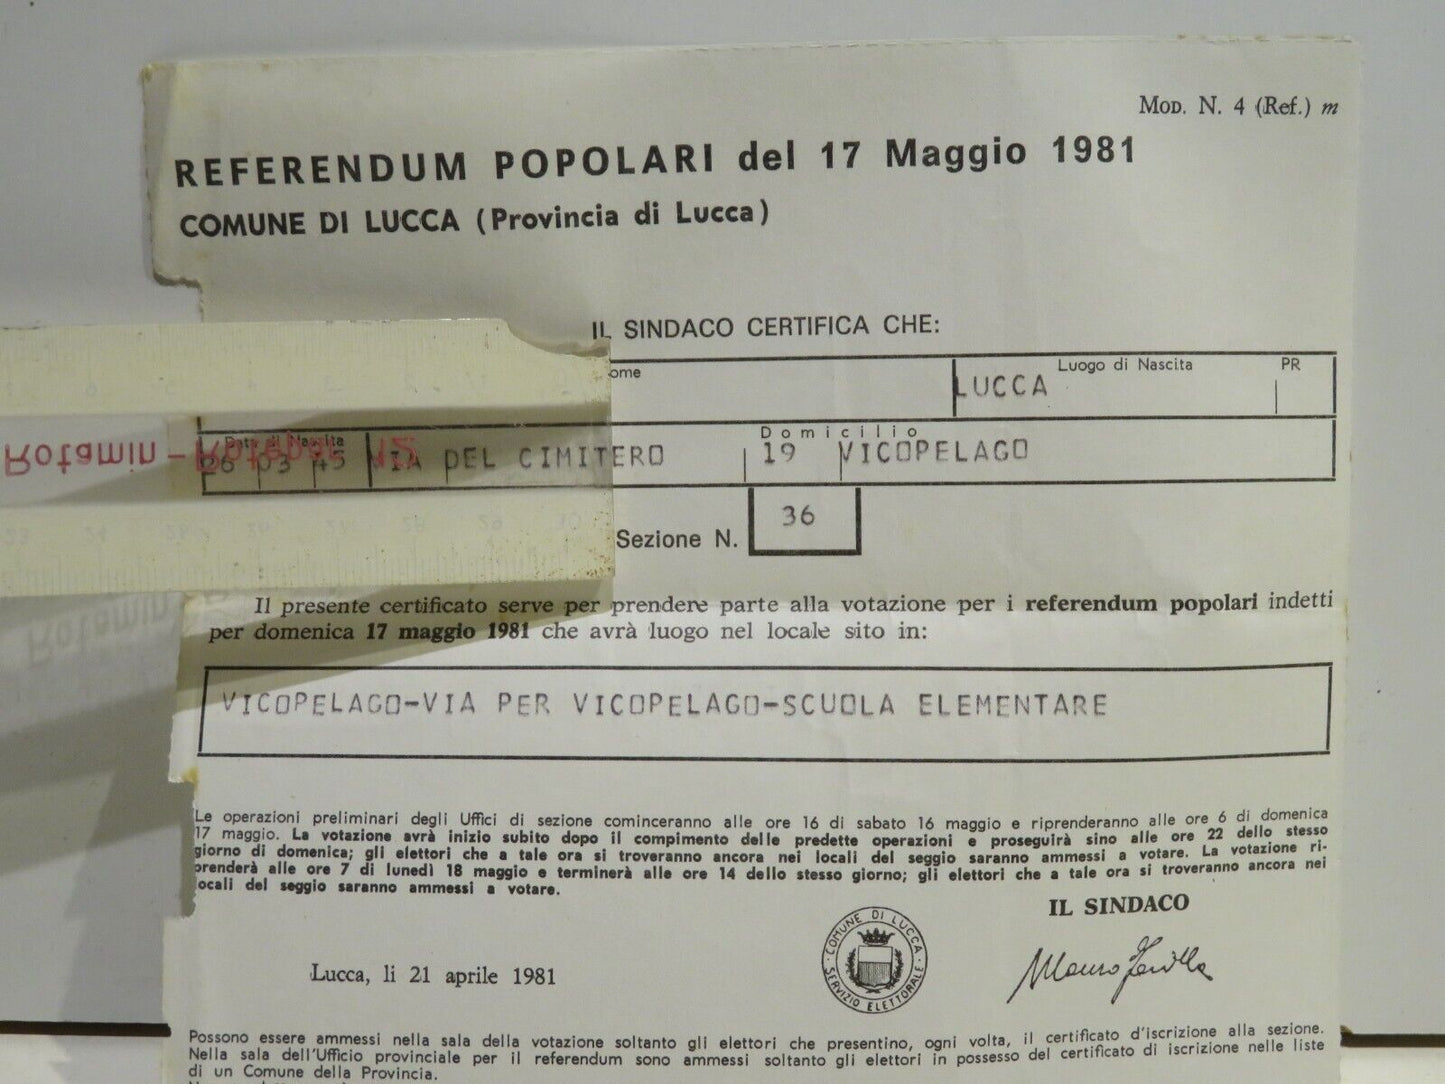 MOD. N. 4 (Ref.) m
REFERENDUM POPOLARI del 17 Maggio 1981
COMUNE DI LUCCA (Provincia di Lucca)
IL SINDACO CERTIFICA CHE:
ome Luogo di Nascita PR
LUCCA
Data di Nascita Domicilio
26 03 45 VIA DEL CIMITERO 19 VICOPELAGO
Rotamin - Rotepar 12
Sezione N. 36
Il presente certificato serve per prendere parte alla votazione per i referendum popolari indetti
per domenica 17 maggio 1981 che avrà luogo nel locale sito in:
VICOPELAGO-VIA PER VICOPELAGO-SCUOLA ELEMENTARE
Le operazioni preliminari degli Uffici di sezione cominceranno alle ore 16 di sabato 16 maggio e riprenderanno alle ore 6 di domenica
17 maggio. La votazione avrà inizio subito dopo il compimento delle predette operazioni e proseguirà sino alle ore 22 dello stesso
giorno di domenica; gli elettori che a tale ora si troveranno ancora nei locali del seggio saranno ammessi a votare. La votazione ri-
prenderà alle ore 7 di lunedì 18 maggio e terminerà alle ore 14 dello stesso giorno; gli elettori che a tale ora si troveranno ancora nei
locali del seggio saranno ammessi a votare.
IL SINDACO
COMUNE DI LUCCA
SERVIZIO ELETTORALE
Lucca, li 21 aprile 1981
Possono essere ammessi nella sala della votazione soltanto gli elettori che presentino, ogni volta, il certificato d'iscrizione alla sezione.
Nella sala dell'Ufficio provinciale per il referendum sono ammessi soltanto gli elettori in possesso del certificato di iscrizione nelle liste
di un Comune della Provincia.